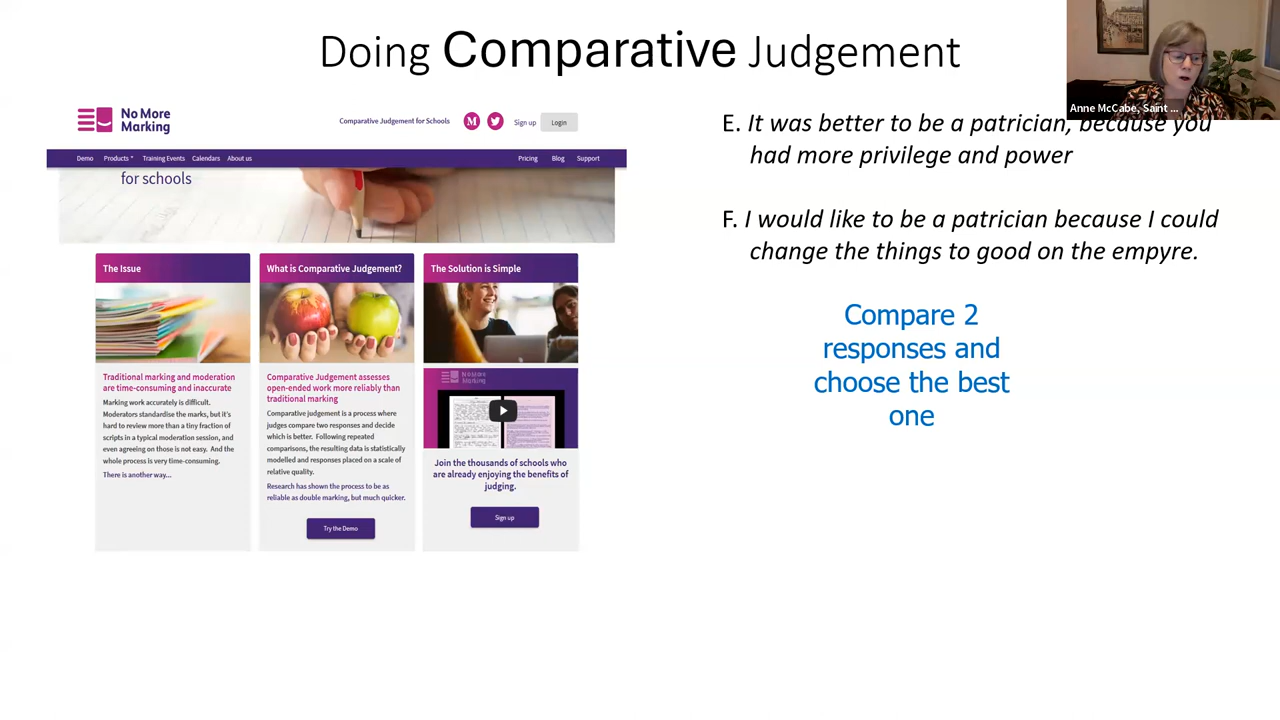 Doing Comparative Judgement
Anne McCabe, Saint ...
No More
Marking
Comparative Judgement for Schools
Sign up
Login
Demo Products Training Events Calendars About us
Pricing Blog Support
for schools
The Issue
Traditional marking and moderation
are time-consuming and inaccurate
Marking work accurately is difficult.
Moderators standardise the marks, but it's
hard to review more than a tiny fraction of
scripts in a typical moderation session, and
even agreeing on those is not easy. And the
whole process is very time-consuming.
There is another way...
What is Comparative Judgement?
Comparative Judgement assesses
open-ended work more reliably than
traditional marking
Comparative judgement is a process where
judges compare two responses and decide
which is better. Following repeated
comparisons, the resulting data is statistically
modelled and responses placed on a scale of
relative quality.
Research has shown the process to be as
reliable as double marking, but much quicker.
Try the Demo
The Solution is Simple
No More
Marking
Join the thousands of schools who
are already enjoying the benefits of
judging.
Sign up
E. It was better to be a patrician, because you
had more privilege and power
F. I would like to be a patrician because I could
change the things to good on the empyre.
Compare 2
responses and
choose the best
one